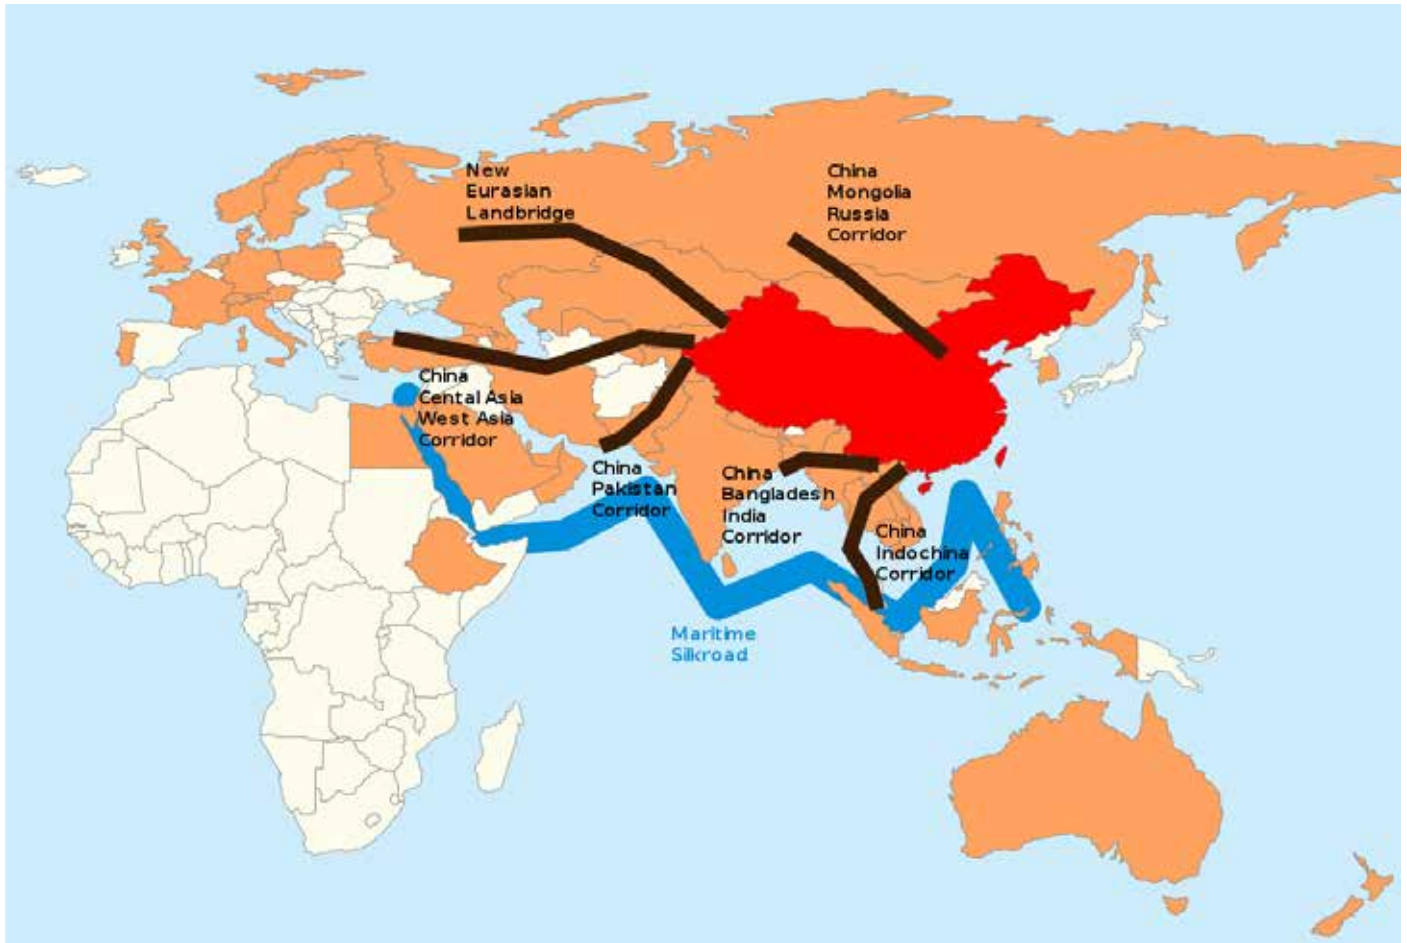 New
Eurasian
Landbridge
China
Mongolia
Russia
Corridor
China
Cental Asia
West Asia
Corridor
China
Pakistan
Corridor
China
Bangladesh
India
Corridor
China
Indochina
Corridor
Maritime
Silkroad